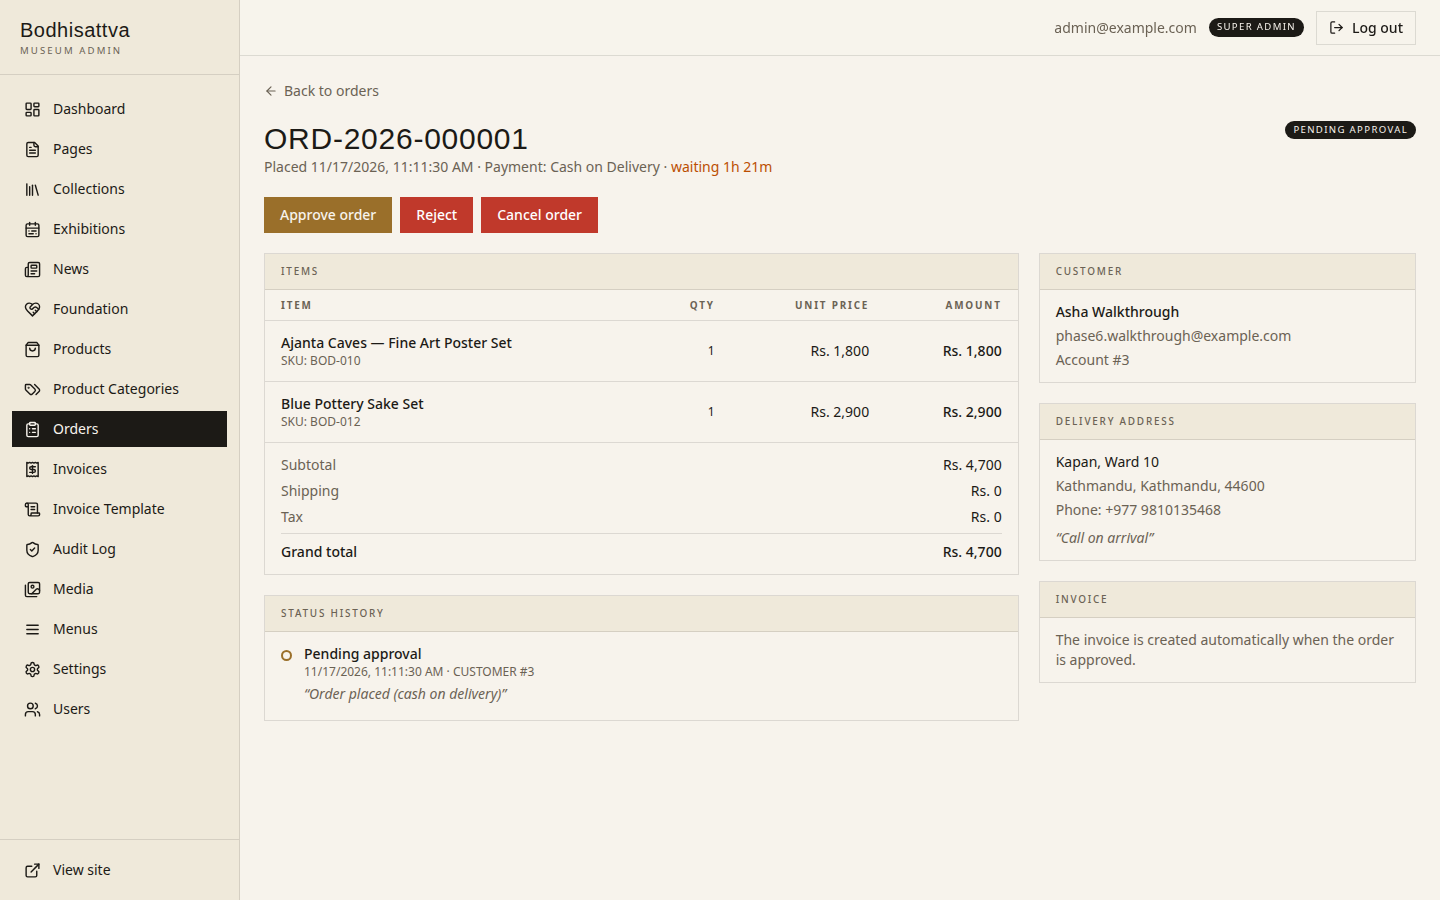 Bodhisattva
MUSEUM ADMIN
Dashboard
Pages
Collections
Exhibitions
News
Foundation
Products
Product Categories
Orders
Invoices
Invoice Template
Audit Log
Media
Menus
Settings
Users
View site
admin@example.com
SUPER ADMIN
Log out
Back to orders
ORD-2026-000001
PENDING APPROVAL
Placed 11/17/2026, 11:11:30 AM · Payment: Cash on Delivery · waiting 1h 21m
Approve order
Reject
Cancel order
ITEMS
ITEM QTY UNIT PRICE AMOUNT
Ajanta Caves — Fine Art Poster Set 1 Rs. 1,800 Rs. 1,800
SKU: BOD-010
Blue Pottery Sake Set 1 Rs. 2,900 Rs. 2,900
SKU: BOD-012
Subtotal Rs. 4,700
Shipping Rs. 0
Tax Rs. 0
Grand total Rs. 4,700
STATUS HISTORY
Pending approval
11/17/2026, 11:11:30 AM · CUSTOMER #3
“Order placed (cash on delivery)”
CUSTOMER
Asha Walkthrough
phase6.walkthrough@example.com
Account #3
DELIVERY ADDRESS
Kapan, Ward 10
Kathmandu, Kathmandu, 44600
Phone: +977 9810135468
“Call on arrival”
INVOICE
The invoice is created automatically when the order
is approved.